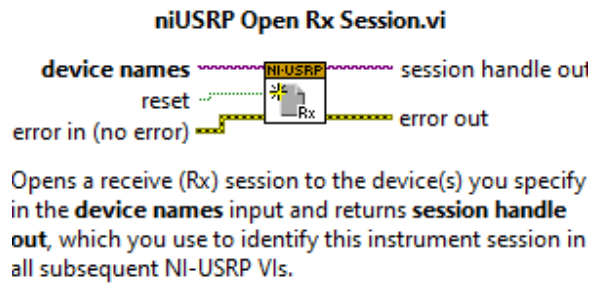 niUSRP Open Rx Session.vi
device names NI-USRP session handle out
reset Rx
error in (no error) error out
Opens a receive (Rx) session to the device(s) you specify
in the device names input and returns session handle
out, which you use to identify this instrument session in
all subsequent NI-USRP VIs.